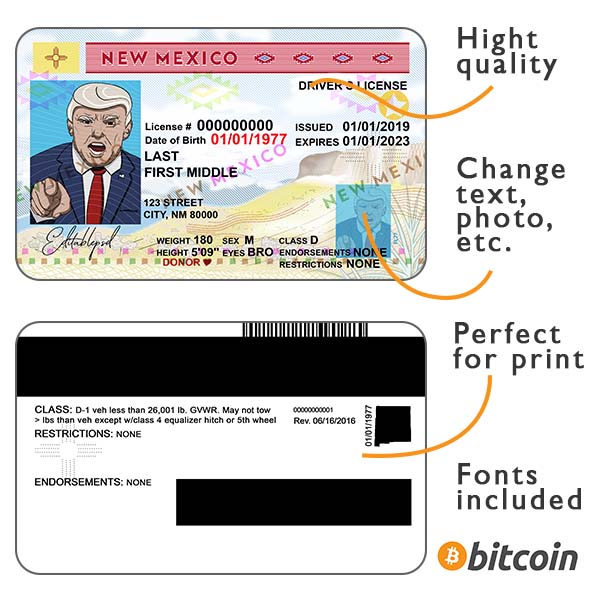 NEW MEXICO
DRIVER'S LICENSE
License # 000000000
Date of Birth 01/01/1977
ISSUED 01/01/2019
EXPIRES 01/01/2023
LAST
FIRST MIDDLE
NEW MEXICO
NEW MEXICO
123 STREET
CITY, NM 80000
Editablepsd
WEIGHT 180 SEX M CLASS D
HEIGHT 5'09" EYES BRO ENDORSEMENTS NONE
DONOR RESTRICTIONS NONE
Hight
quality
Change
text,
photo,
etc.
CLASS: D-1 veh less than 26,001 lb. GVWR. May not tow
> lbs than veh except w/class 4 equalizer hitch or 5th wheel
RESTRICTIONS: NONE
ENDORSEMENTS: NONE
00000000001
Rev. 06/16/2016
01/01/1977
Perfect
for print
Fonts
included
bitcoin